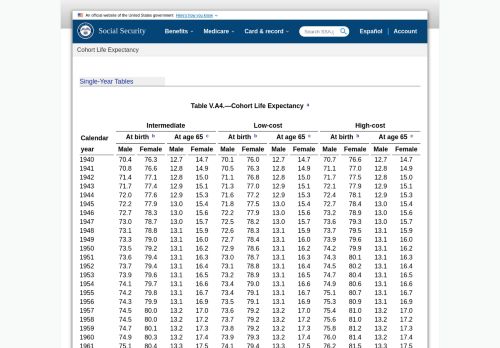 An official website of the United States government Here's how you know
Social Security Benefits Medicare Card & record Search SSA.g Español Account
Cohort Life Expectancy
Single-Year Tables
Table V.A4.—Cohort Life Expectancy a
Intermediate Low-cost High-cost
Calendar At birth b At age 65 c At birth b At age 65 c At birth b At age 65 c
year Male Female Male Female Male Female Male Female Male Female Male Female
1940 70.4 76.3 12.7 14.7 70.1 76.0 12.7 14.7 70.7 76.6 12.7 14.7
1941 70.8 76.6 12.8 14.9 70.5 76.3 12.8 14.9 71.1 77.0 12.8 14.9
1942 71.4 77.1 12.8 15.0 71.1 76.8 12.8 15.0 71.7 77.5 12.8 15.0
1943 71.7 77.4 12.9 15.1 71.3 77.0 12.9 15.1 72.1 77.9 12.9 15.1
1944 72.0 77.6 12.9 15.3 71.6 77.2 12.9 15.3 72.4 78.1 12.9 15.3
1945 72.2 77.9 13.0 15.4 71.8 77.5 13.0 15.4 72.7 78.4 13.0 15.4
1946 72.7 78.3 13.0 15.6 72.2 77.9 13.0 15.6 73.2 78.9 13.0 15.6
1947 73.0 78.7 13.0 15.7 72.5 78.2 13.0 15.7 73.6 79.3 13.0 15.7
1948 73.1 78.8 13.1 15.9 72.6 78.3 13.1 15.9 73.7 79.5 13.1 15.9
1949 73.3 79.0 13.1 16.0 72.7 78.4 13.1 16.0 73.9 79.6 13.1 16.0
1950 73.5 79.2 13.1 16.2 72.9 78.6 13.1 16.2 74.2 79.9 13.1 16.2
1951 73.6 79.4 13.1 16.3 73.0 78.7 13.1 16.3 74.3 80.1 13.1 16.3
1952 73.7 79.4 13.1 16.4 73.1 78.8 13.1 16.4 74.5 80.2 13.1 16.4
1953 73.9 79.6 13.1 16.5 73.2 78.9 13.1 16.5 74.7 80.4 13.1 16.5
1954 74.1 79.7 13.1 16.6 73.4 79.0 13.1 16.6 74.9 80.6 13.1 16.6
1955 74.2 79.8 13.1 16.7 73.4 79.1 13.1 16.7 75.1 80.7 13.1 16.7
1956 74.3 79.9 13.1 16.9 73.5 79.1 13.1 16.9 75.3 80.9 13.1 16.9
1957 74.5 80.0 13.2 17.0 73.6 79.2 13.2 17.0 75.4 81.0 13.2 17.0
1958 74.5 80.0 13.2 17.2 73.7 79.2 13.2 17.2 75.6 81.0 13.2 17.2
1959 74.7 80.1 13.2 17.3 73.8 79.2 13.2 17.3 75.8 81.2 13.2 17.3
1960 74.9 80.3 13.2 17.4 73.9 79.4 13.2 17.4 76.0 81.4 13.2 17.4
1961 75.1 80.4 13.3 17.5 74.1 79.4 13.3 17.5 76.2 81.5 13.3 17.5